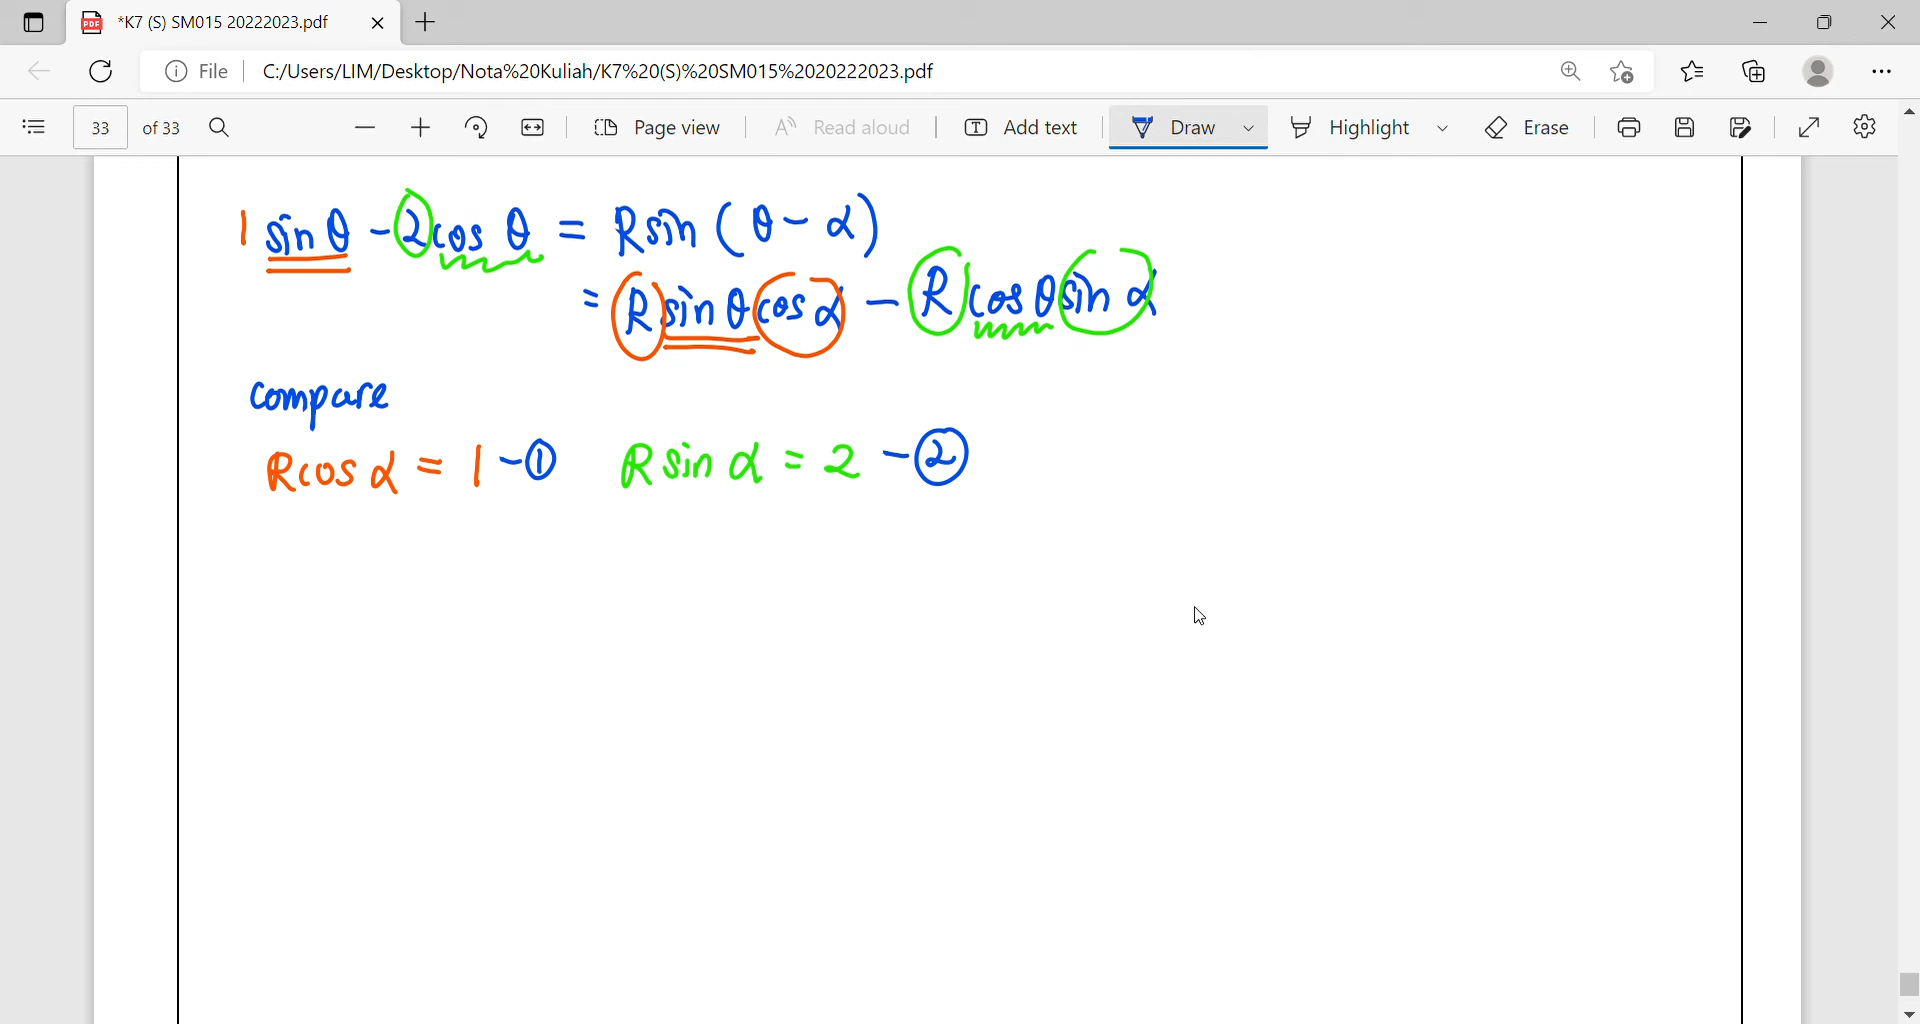 *K7 (S) SM015 20222023.pdf
File C:/Users/LIM/Desktop/Nota%20Kuliah/K7%20(S)%20SM015%2020222023.pdf
33 of 33 Page view Read aloud Add text Draw Highlight Erase
1 sin θ - 2 cos θ = R sin (θ - α)
= R sin θ cos α - R cos θ sin α
compare
R cos α = 1 - ① R sin α = 2 - ②